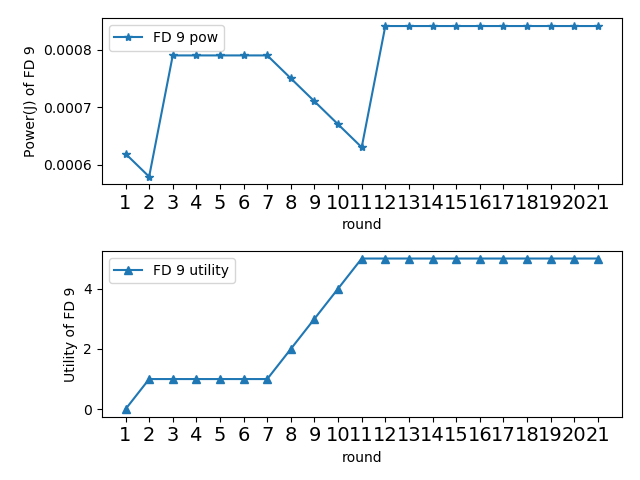 FD 9 pow
Power(J) of FD 9
0.0008
0.0007
0.0006
1 2 3 4 5 6 7 8 9 10 11 12 13 14 15 16 17 18 19 20 21
round
FD 9 utility
Utility of FD 9
4
2
0
1 2 3 4 5 6 7 8 9 10 11 12 13 14 15 16 17 18 19 20 21
round